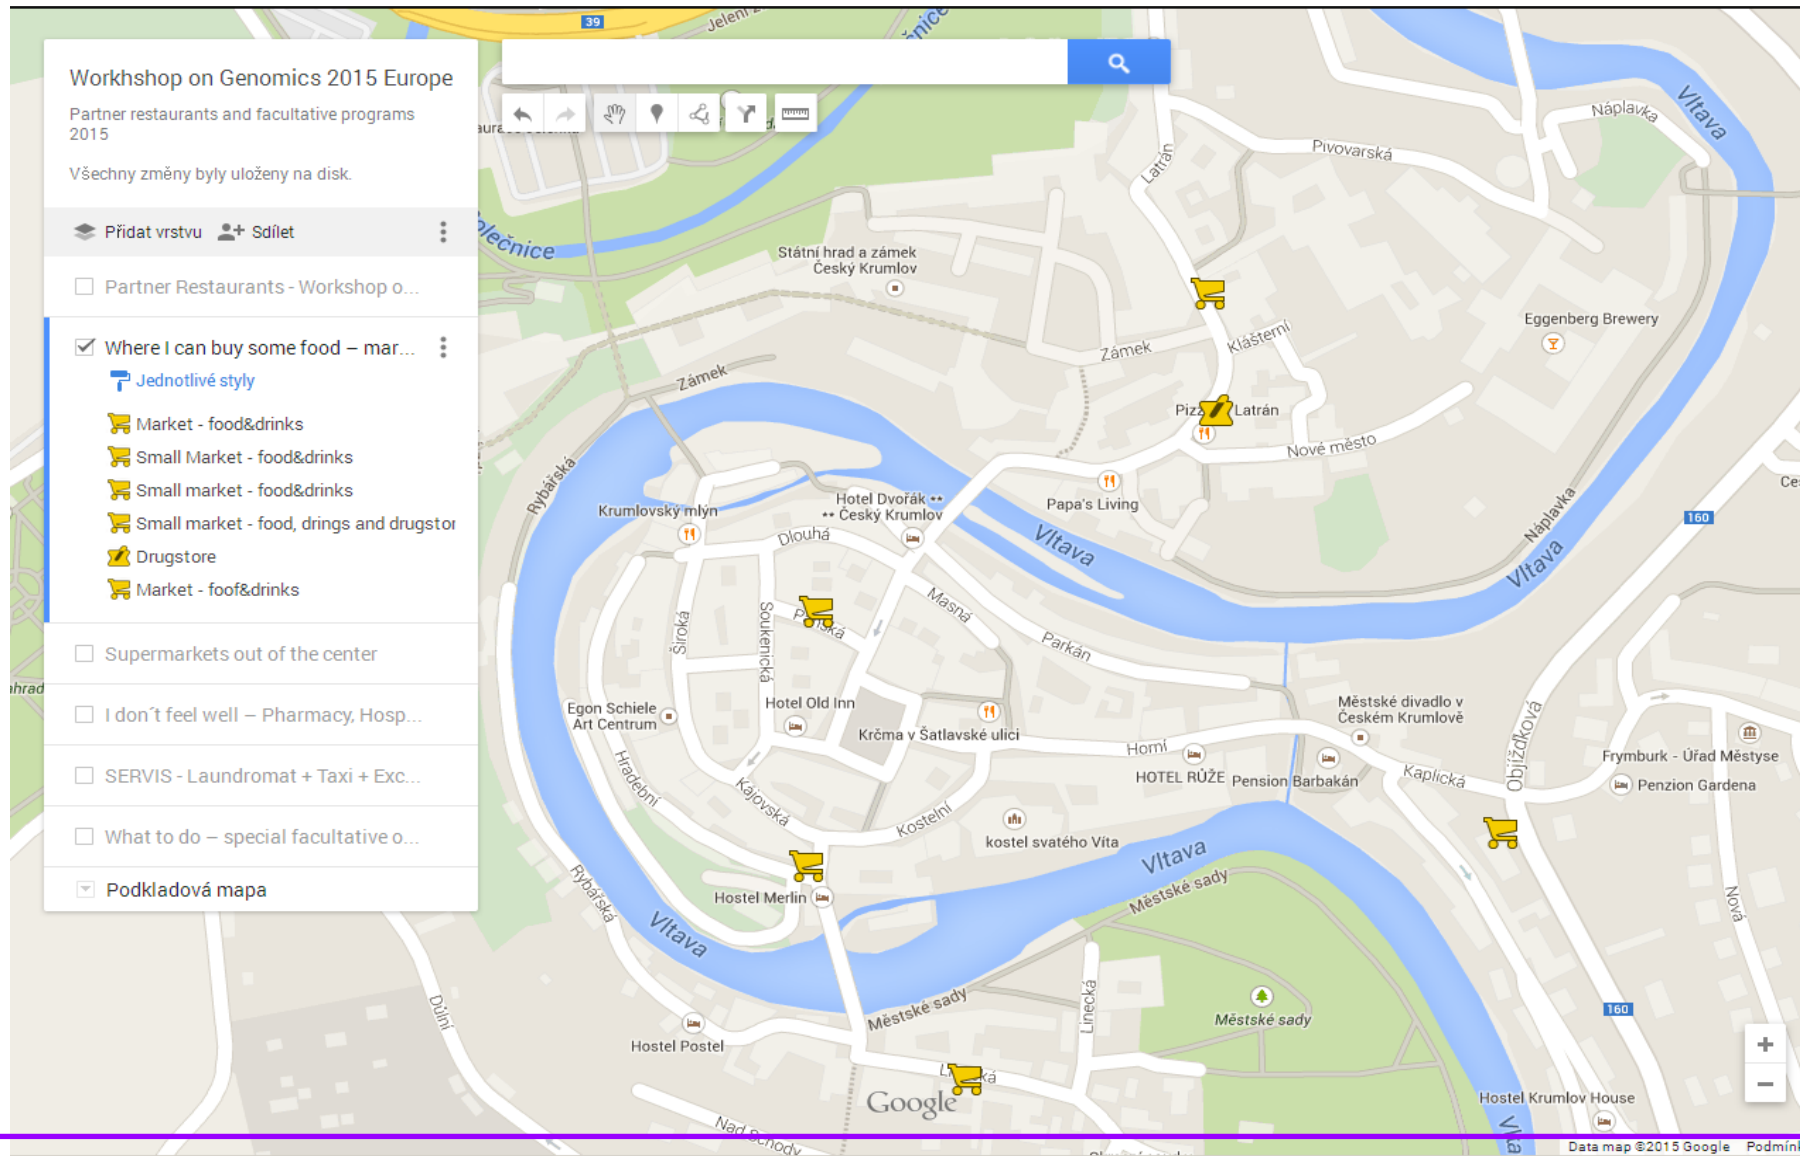 Workhshop on Genomics 2015 Europe
Partner restaurants and facultative programs
2015
Všechny změny byly uloženy na disk.
Přidat vrstvu
Sdílet
Partner Restaurants - Workshop o...
Where I can buy some food – mar...
Jednotlivé styly
Market - food&drinks
Small Market - food&drinks
Small market - food&drinks
Small market - food, drings and drugstor
Drugstore
Market - foof&drinks
Supermarkets out of the center
I don´t feel well – Pharmacy, Hosp...
SERVIS - Laundromat + Taxi + Exc...
What to do – special facultative o...
Podkladová mapa
39
Latrán
Pivovarská
Náplavka
Vltava
Státní hrad a zámek
Český Krumlov
Eggenberg Brewery
Klášterní
Zámek
Zámek
Latrán
Nové město
Papa's Living
Rybářská
Krumlovský mlýn
Hotel Dvořák **
** Český Krumlov
Dlouhá
Vltava
Náplavka
Vltava
160
Masná
Parkán
Široká
Soukenická
Egon Schiele
Art Centrum
Hotel Old Inn
Krčma v Šatlavské ulici
Horní
HOTEL RŮŽE
Pension Barbakán
Městské divadlo v
Českém Krumlově
Kaplická
Objížďková
Frymburk - Úřad Městyse
Penzion Gardena
Hradební
Kájovská
Kostelní
kostel svatého Víta
Vltava
Městské sady
Hostel Merlin
Rybářská
Vltava
Nová
Důlní
Městské sady
Linecká
Městské sady
160
Hostel Postel
Google
Hostel Krumlov House
Nad Schody
Data map ©2015 Google